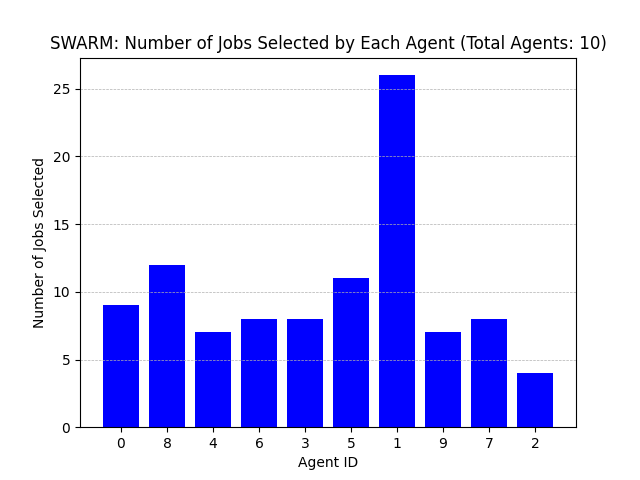 SWARM: Number of Jobs Selected by Each Agent (Total Agents: 10)
Number of Jobs Selected
25
20
15
10
5
0
0 8 4 6 3 5 1 9 7 2
Agent ID